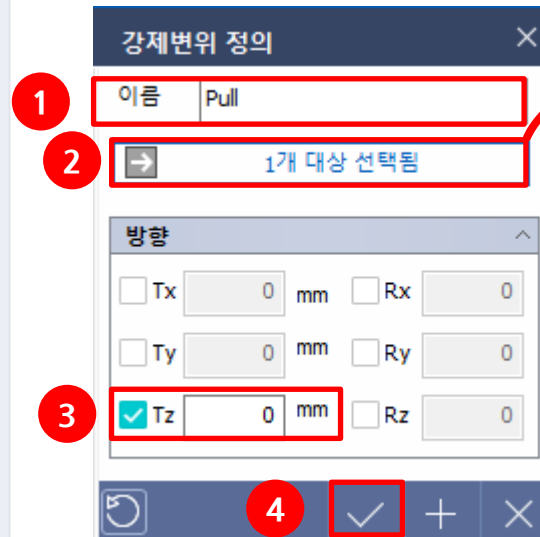 강제변위 정의
1 이름 Pull
2 1개 대상 선택됨
방향
Tx 0 mm Rx 0
Ty 0 mm Ry 0
3 Tz 0 mm Rz 0
4